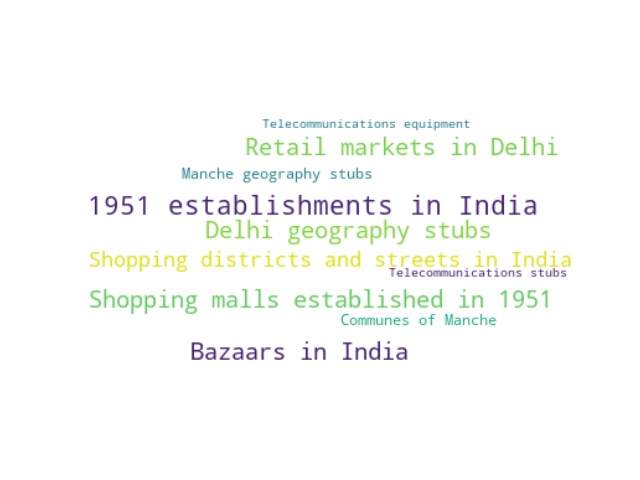 Telecommunications equipment
Retail markets in Delhi
Manche geography stubs
1951 establishments in India
Delhi geography stubs
Shopping districts and streets in India
Telecommunications stubs
Shopping malls established in 1951
Communes of Manche
Bazaars in India